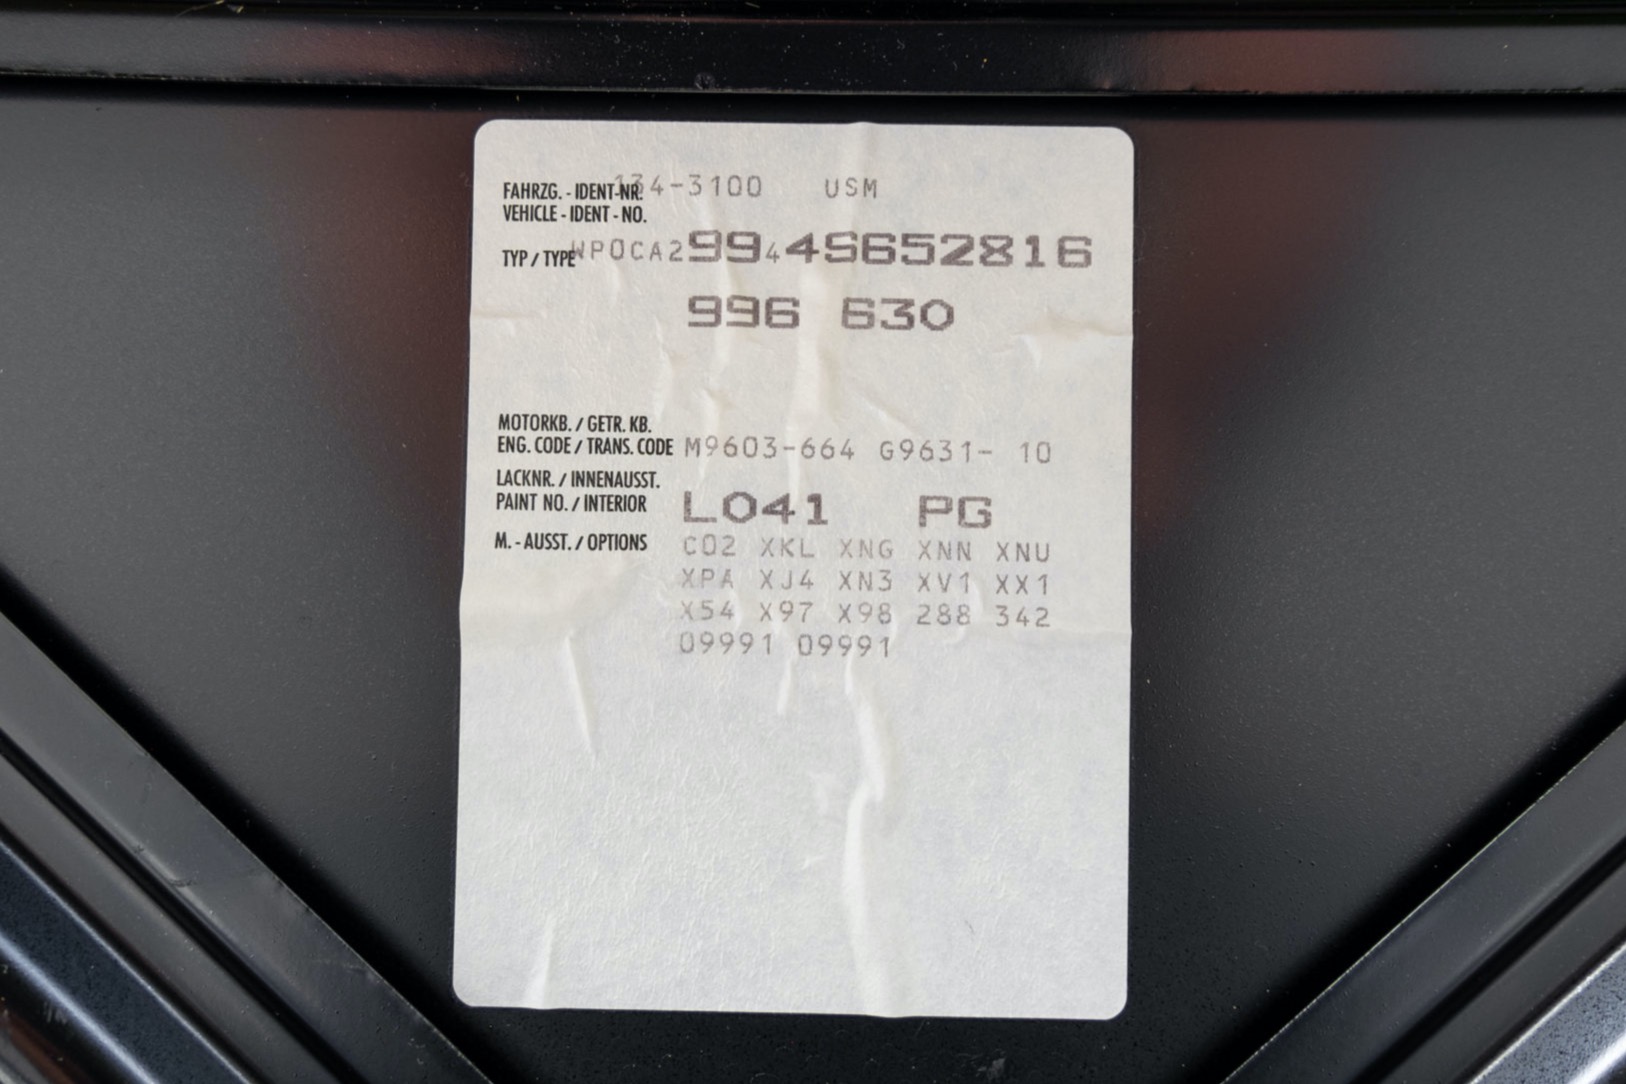 FAHRZG. - IDENT-NR. 134-3100 USM
VEHICLE - IDENT - NO.
TYP / TYPE WP0CA299449S652816
996 630
MOTORKB. / GETR. KB.
ENG. CODE / TRANS. CODE M9603-664 G9631- 10
LACKNR. / INNENAUSST.
PAINT NO. / INTERIOR L041 PG
M. - AUSST. / OPTIONS C02 XKL XNG XNN XNU
XPA XJ4 XN3 XV1 XX1
X54 X97 X98 288 342
09991 09991